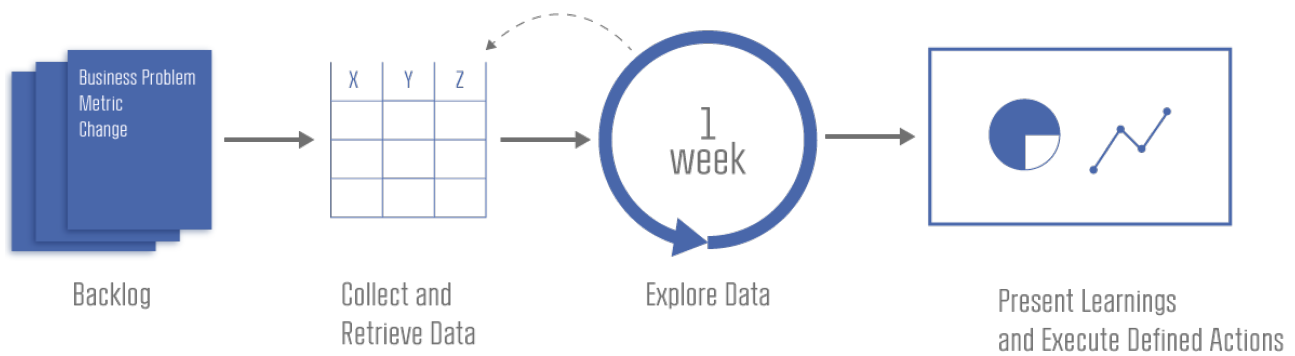 Business Problem
Metric
Change
X Y Z
1
week
Backlog
Collect and
Retrieve Data
Explore Data
Present Learnings
and Execute Defined Actions